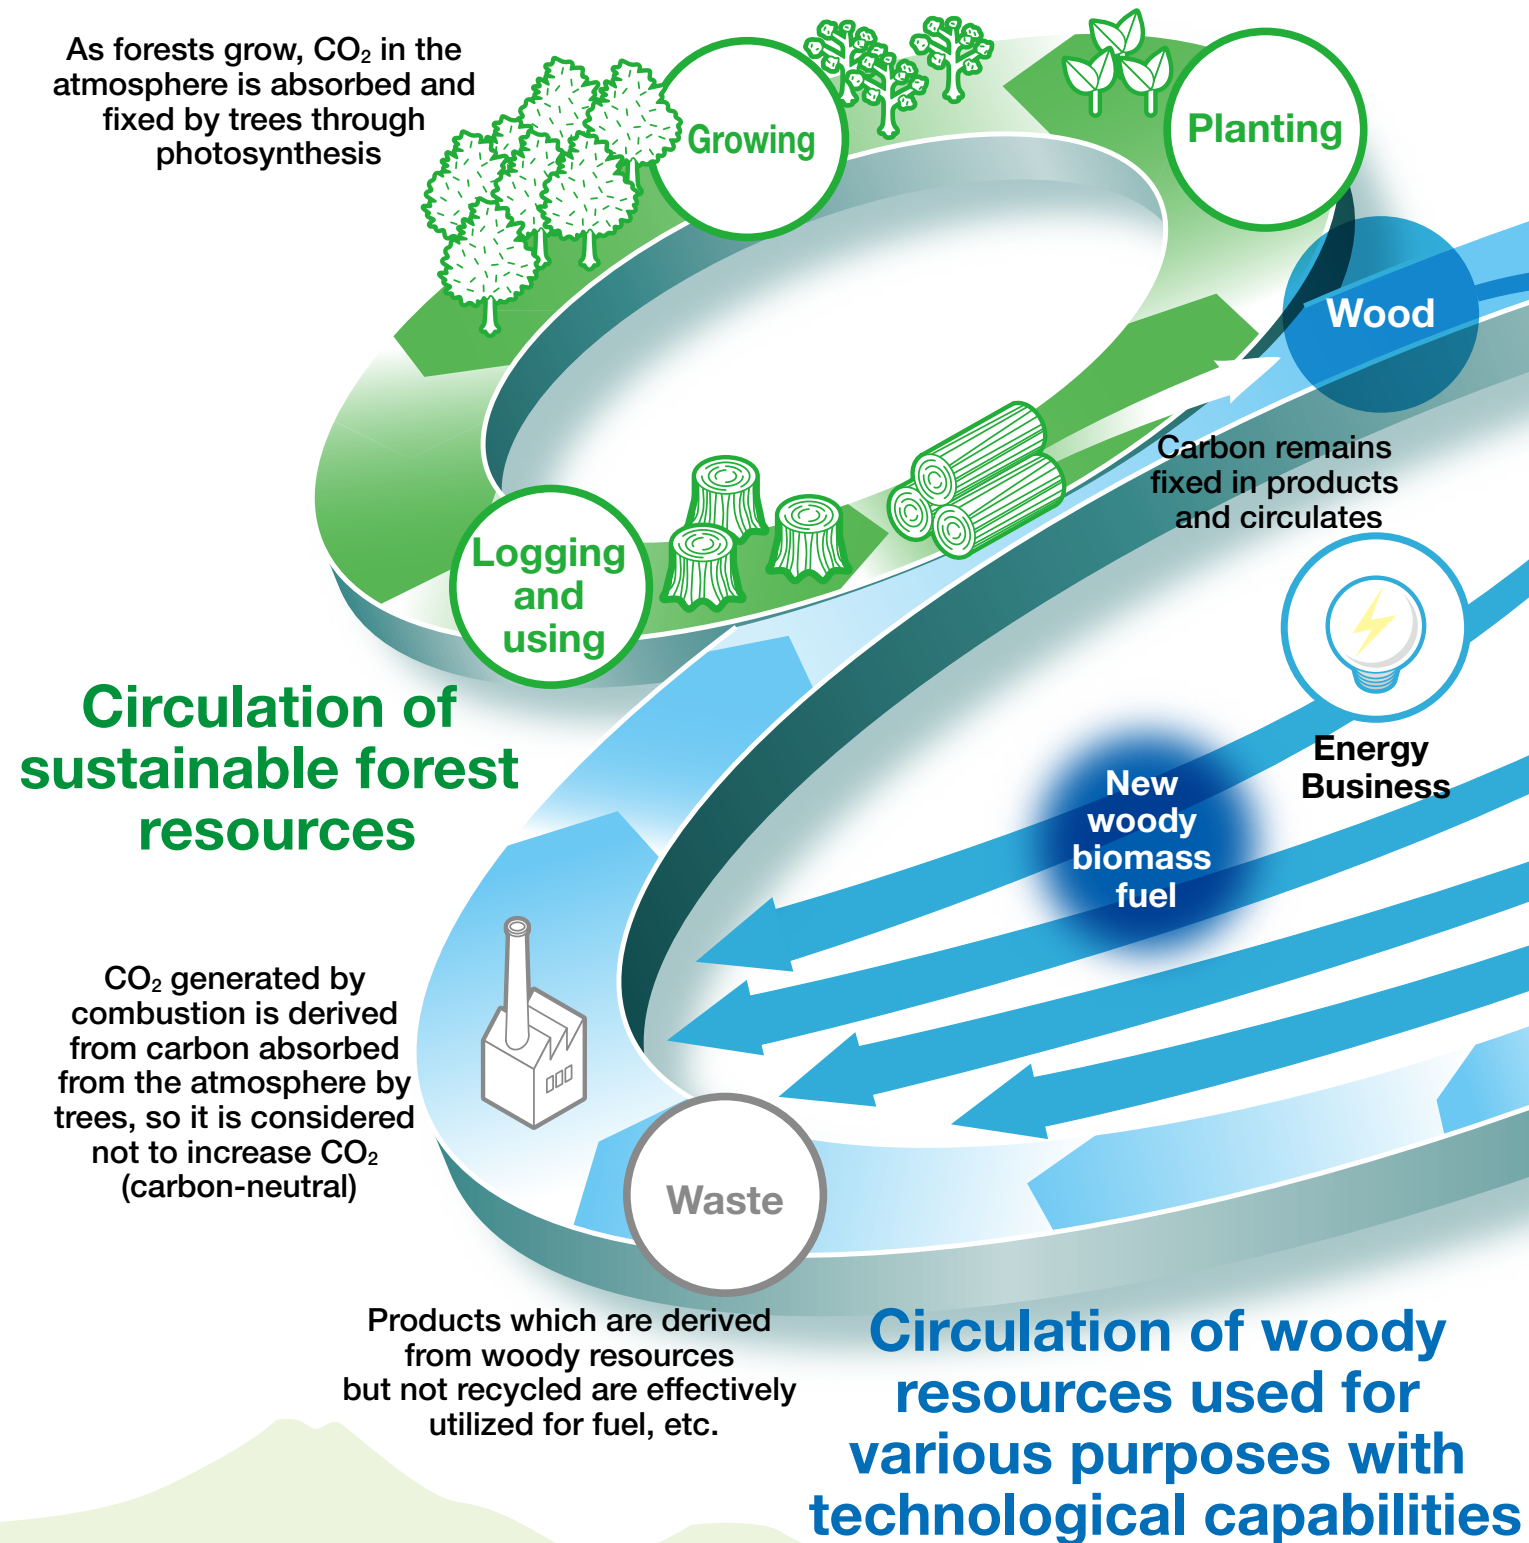 As forests grow, CO₂ in the
atmosphere is absorbed and
fixed by trees through
photosynthesis
Growing
Planting
Wood
Carbon remains
fixed in products
and circulates
Logging
and
using
Circulation of
sustainable forest
resources
Energy
Business
New
woody
biomass
fuel
CO₂ generated by
combustion is derived
from carbon absorbed
from the atmosphere by
trees, so it is considered
not to increase CO₂
(carbon-neutral)
Waste
Products which are derived
from woody resources
but not recycled are effectively
utilized for fuel, etc.
Circulation of woody
resources used for
various purposes with
technological capabilities